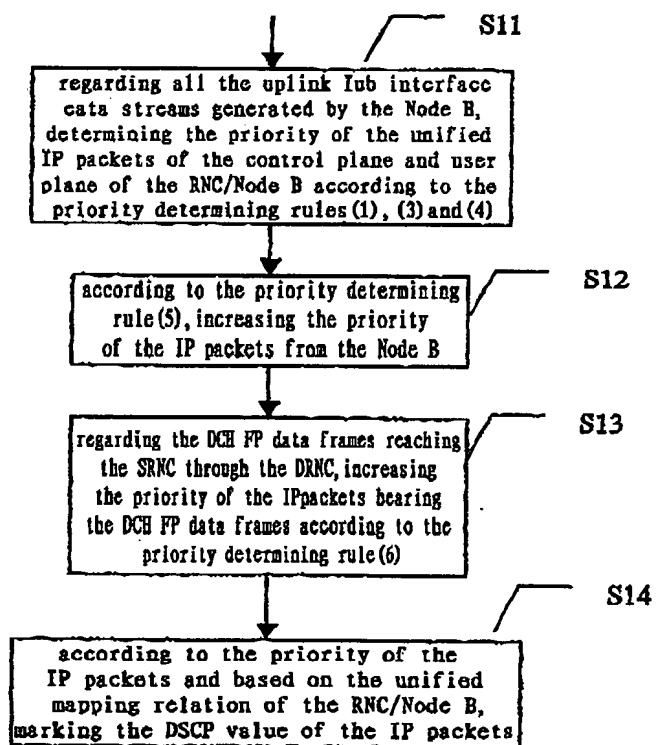 S11
regarding all the uplink Iub interface
data streams generated by the Node B,
determining the priority of the unified
IP packets of the control plane and user
plane of the RNC/Node B according to the
priority determining rules(1), (3)and(4)
S12
according to the priority determining
rule(5), increasing the priority
of the IP packets from the Node B
S13
regarding the DCH FP data frames reaching
the SRNC through the DRNC, increasing
the priority of the IPpackets bearing
the DCH FP data frames according to the
priority determining rule(6)
S14
according to the priority of the
IP packets and based on the unified
mapping relation of the RNC/Node B,
marking the DSCP value of the IP packets